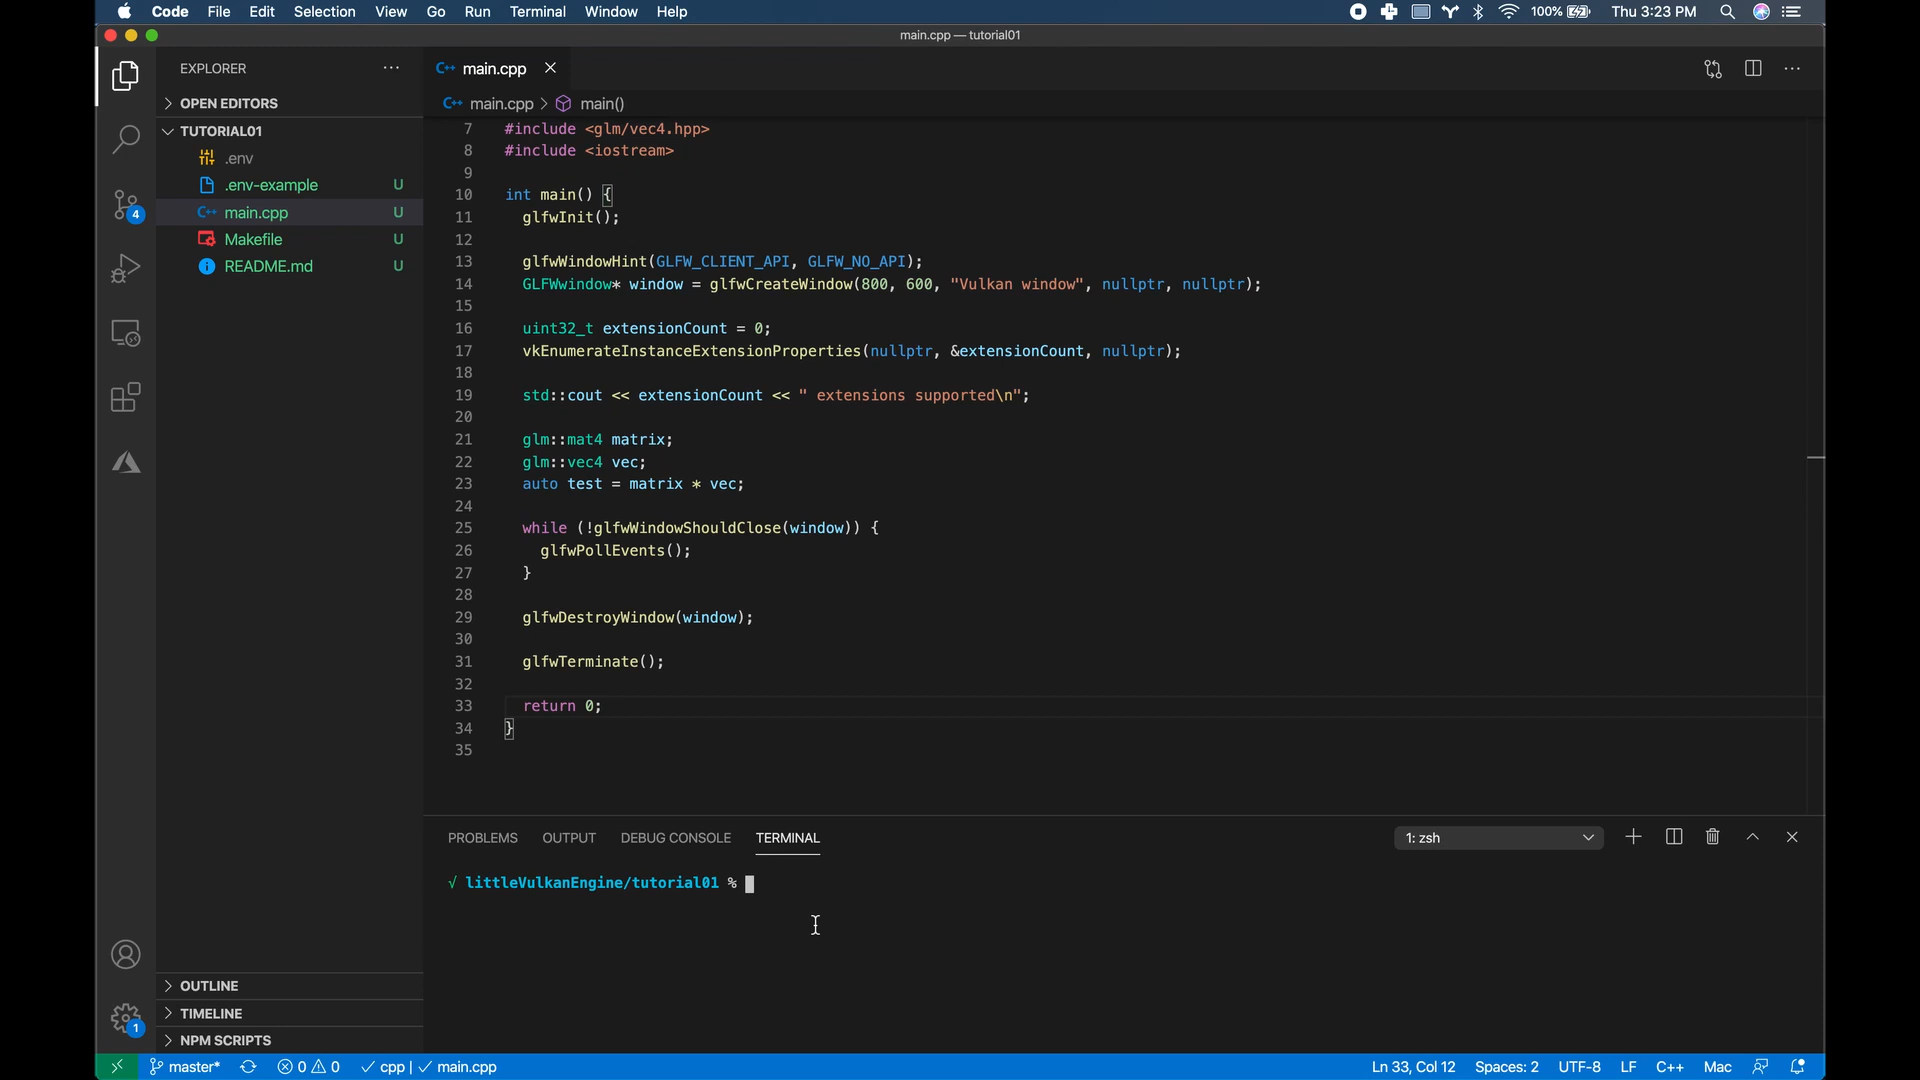 Code File Edit Selection View Go Run Terminal Window Help 100% Thu 3:23 PM
main.cpp — tutorial01
EXPLORER
OPEN EDITORS
TUTORIAL01
.env
.env-example U
main.cpp U
Makefile U
README.md U
4
OUTLINE
TIMELINE
NPM SCRIPTS
1
main.cpp
main.cpp > main()
7 #include <glm/vec4.hpp>
8 #include <iostream>
9
10 int main() {
11 glfwInit();
12
13 glfwWindowHint(GLFW_CLIENT_API, GLFW_NO_API);
14 GLFWwindow* window = glfwCreateWindow(800, 600, "Vulkan window", nullptr, nullptr);
15
16 uint32_t extensionCount = 0;
17 vkEnumerateInstanceExtensionProperties(nullptr, &extensionCount, nullptr);
18
19 std::cout << extensionCount << " extensions supported\n";
20
21 glm::mat4 matrix;
22 glm::vec4 vec;
23 auto test = matrix * vec;
24
25 while (!glfwWindowShouldClose(window)) {
26 glfwPollEvents();
27 }
28
29 glfwDestroyWindow(window);
30
31 glfwTerminate();
32
33 return 0;
34 }
35
PROBLEMS OUTPUT DEBUG CONSOLE TERMINAL 1: zsh
√ littleVulkanEngine/tutorial01 %
master* 0 0 ✓ cpp | ✓ main.cpp Ln 33, Col 12 Spaces: 2 UTF-8 LF C++ Mac